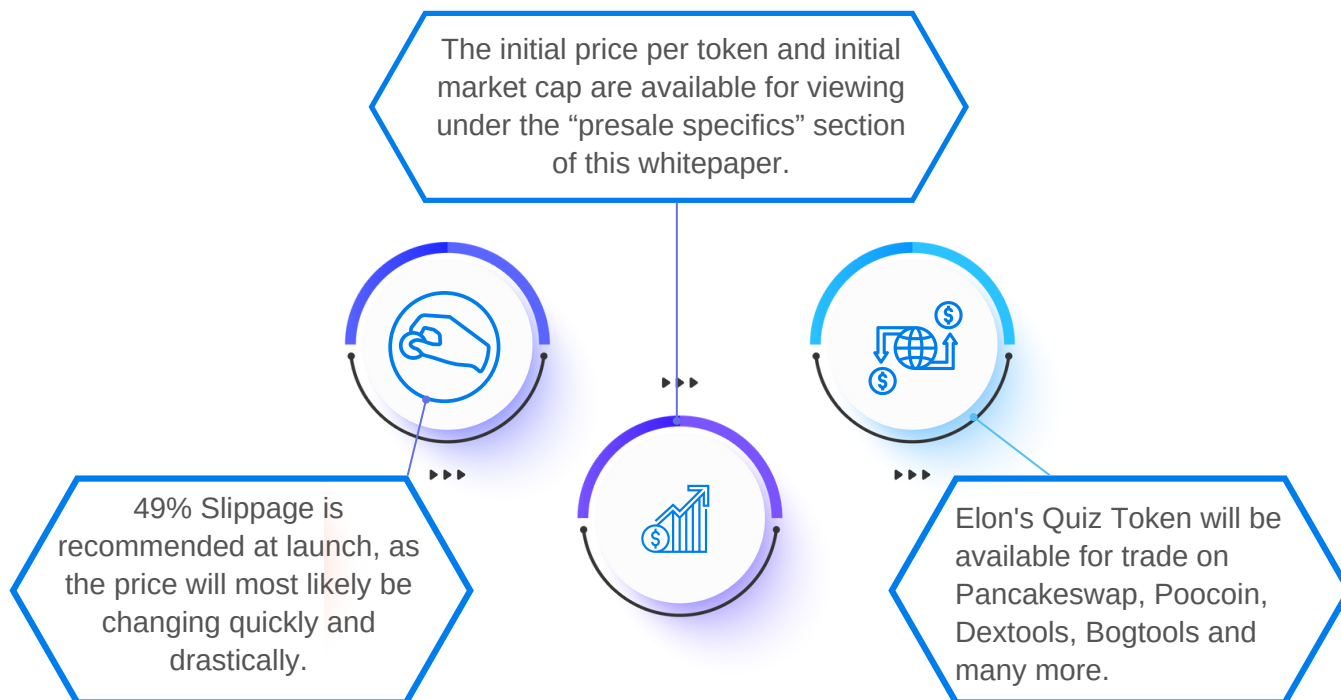 The initial price per token and initial
market cap are available for viewing
under the “presale specifics” section
of this whitepaper.
49% Slippage is
recommended at launch, as
the price will most likely be
changing quickly and
drastically.
Elon's Quiz Token will be
available for trade on
Pancakeswap, Poocoin,
Dextools, Bogtools and
many more.